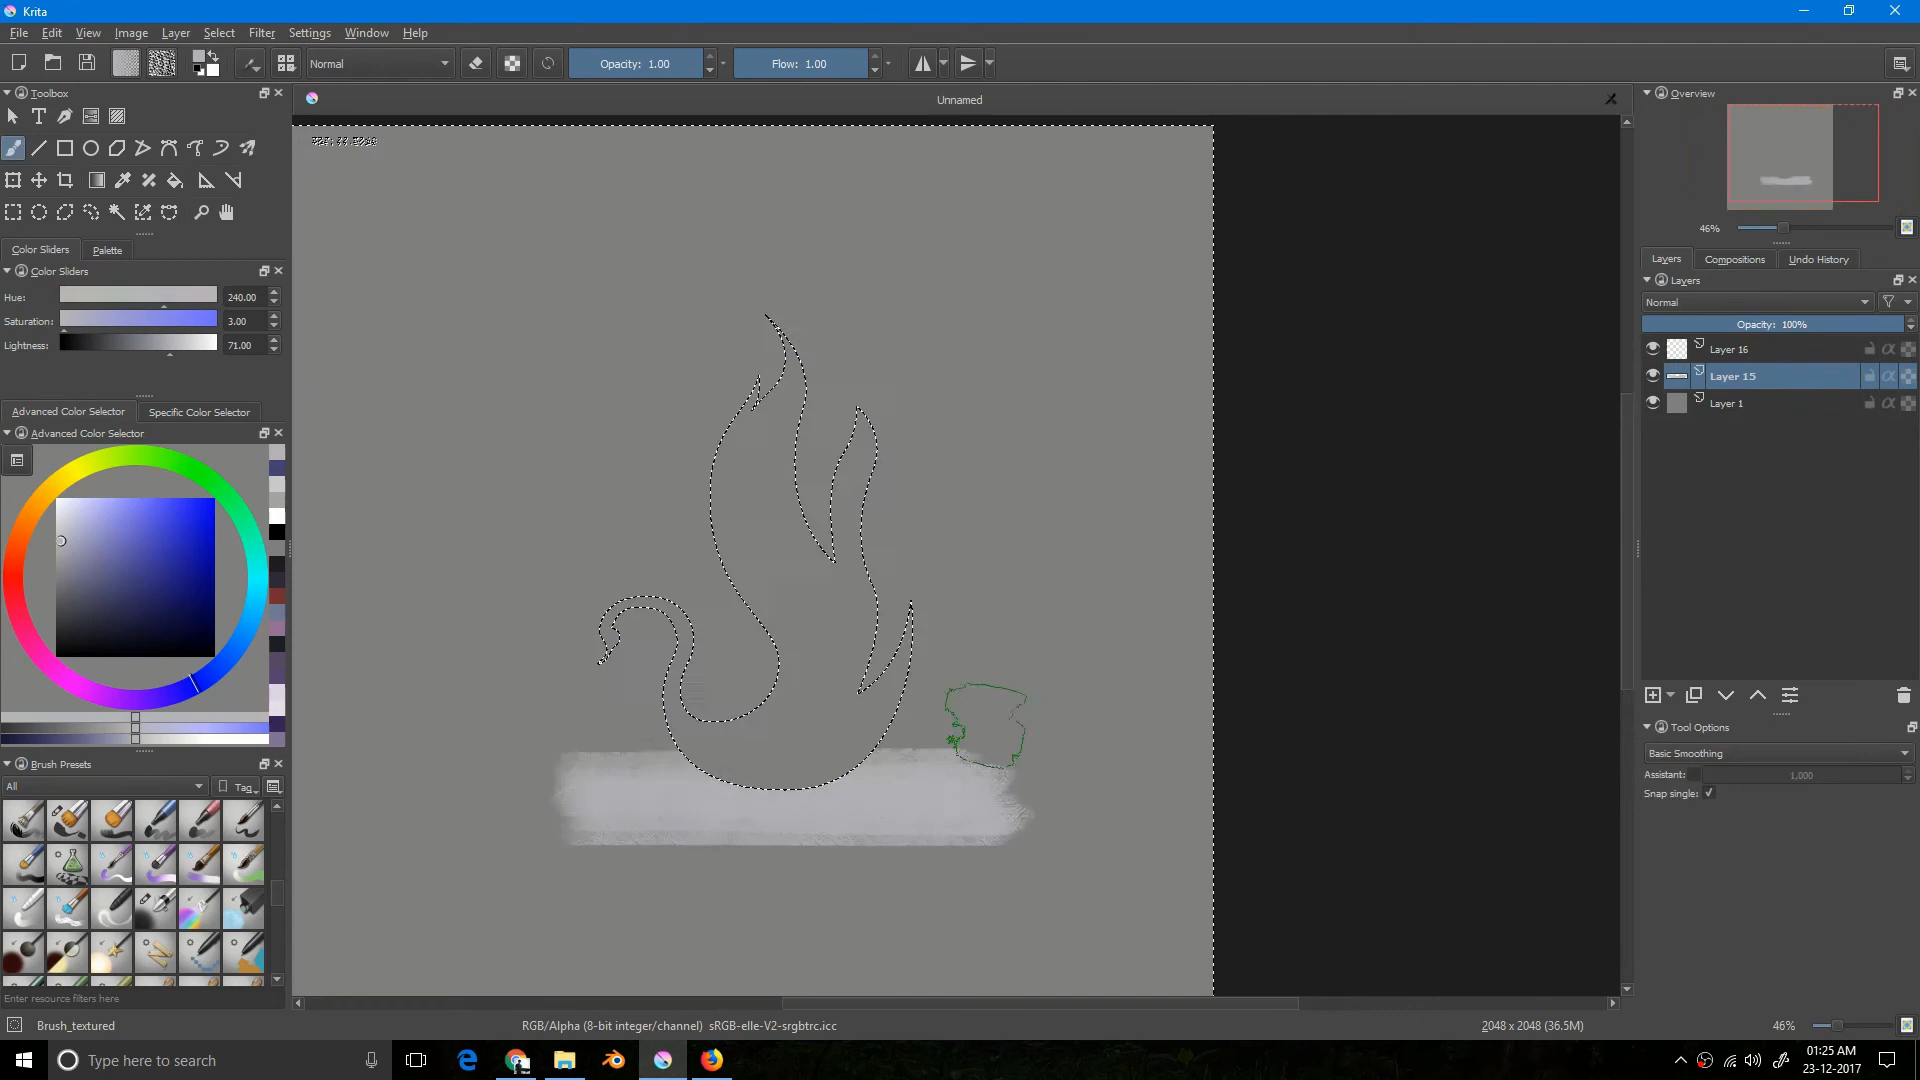 Krita
File Edit View Image Layer Select Filter Settings Window Help
Normal Opacity: 1.00 Flow: 1.00
Toolbox
Unnamed
Overview
46%
Color Sliders Palette
Color Sliders
Hue: 240.00
Saturation: 3.00
Lightness: 71.00
Layers Compositions Undo History
Layers
Normal
Opacity: 100%
Layer 16
Layer 15
Layer 1
Advanced Color Selector Specific Color Selector
Advanced Color Selector
Tool Options
Basic Smoothing
Assistant: 1,000
Snap single:
Brush Presets
All Tag
Enter resource filters here
Brush_textured
RGB/Alpha (8-bit integer/channel) sRGB-elle-V2-srgbtrc.icc
2048 x 2048 (36.5M)
46%
Type here to search
01:25 AM
23-12-2017